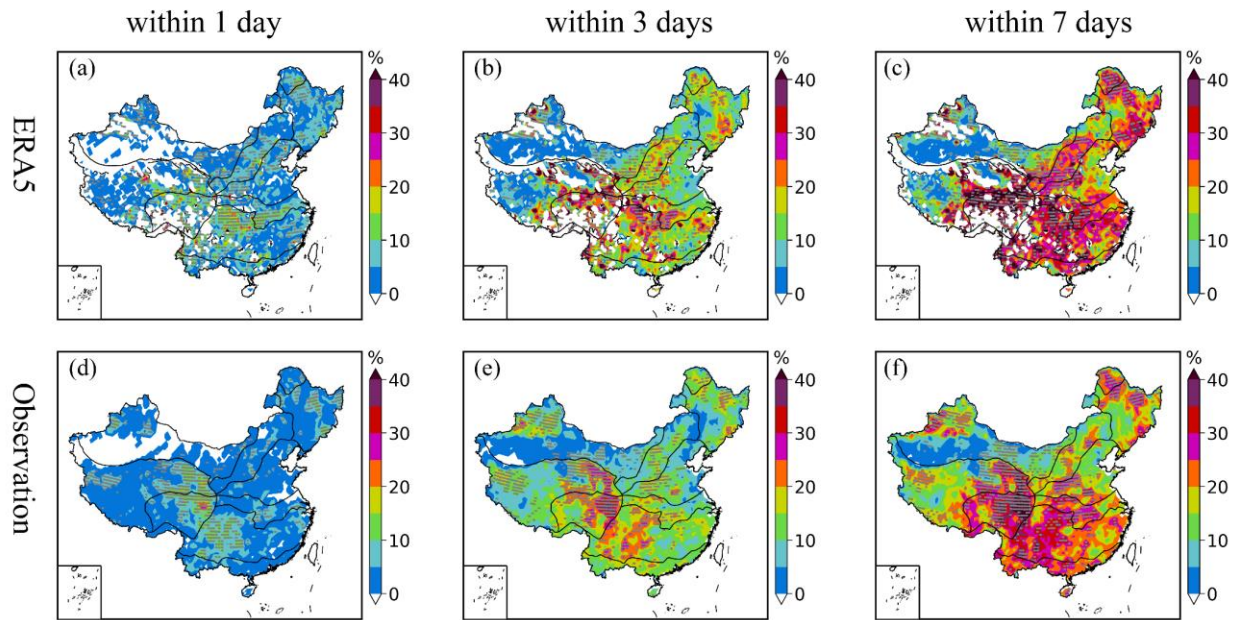 within 1 day within 3 days within 7 days
ERA5
(a) % 40 30 20 10 0
(b) % 40 30 20 10 0
(c) % 40 30 20 10 0
Observation
(d) % 40 30 20 10 0
(e) % 40 30 20 10 0
(f) % 40 30 20 10 0